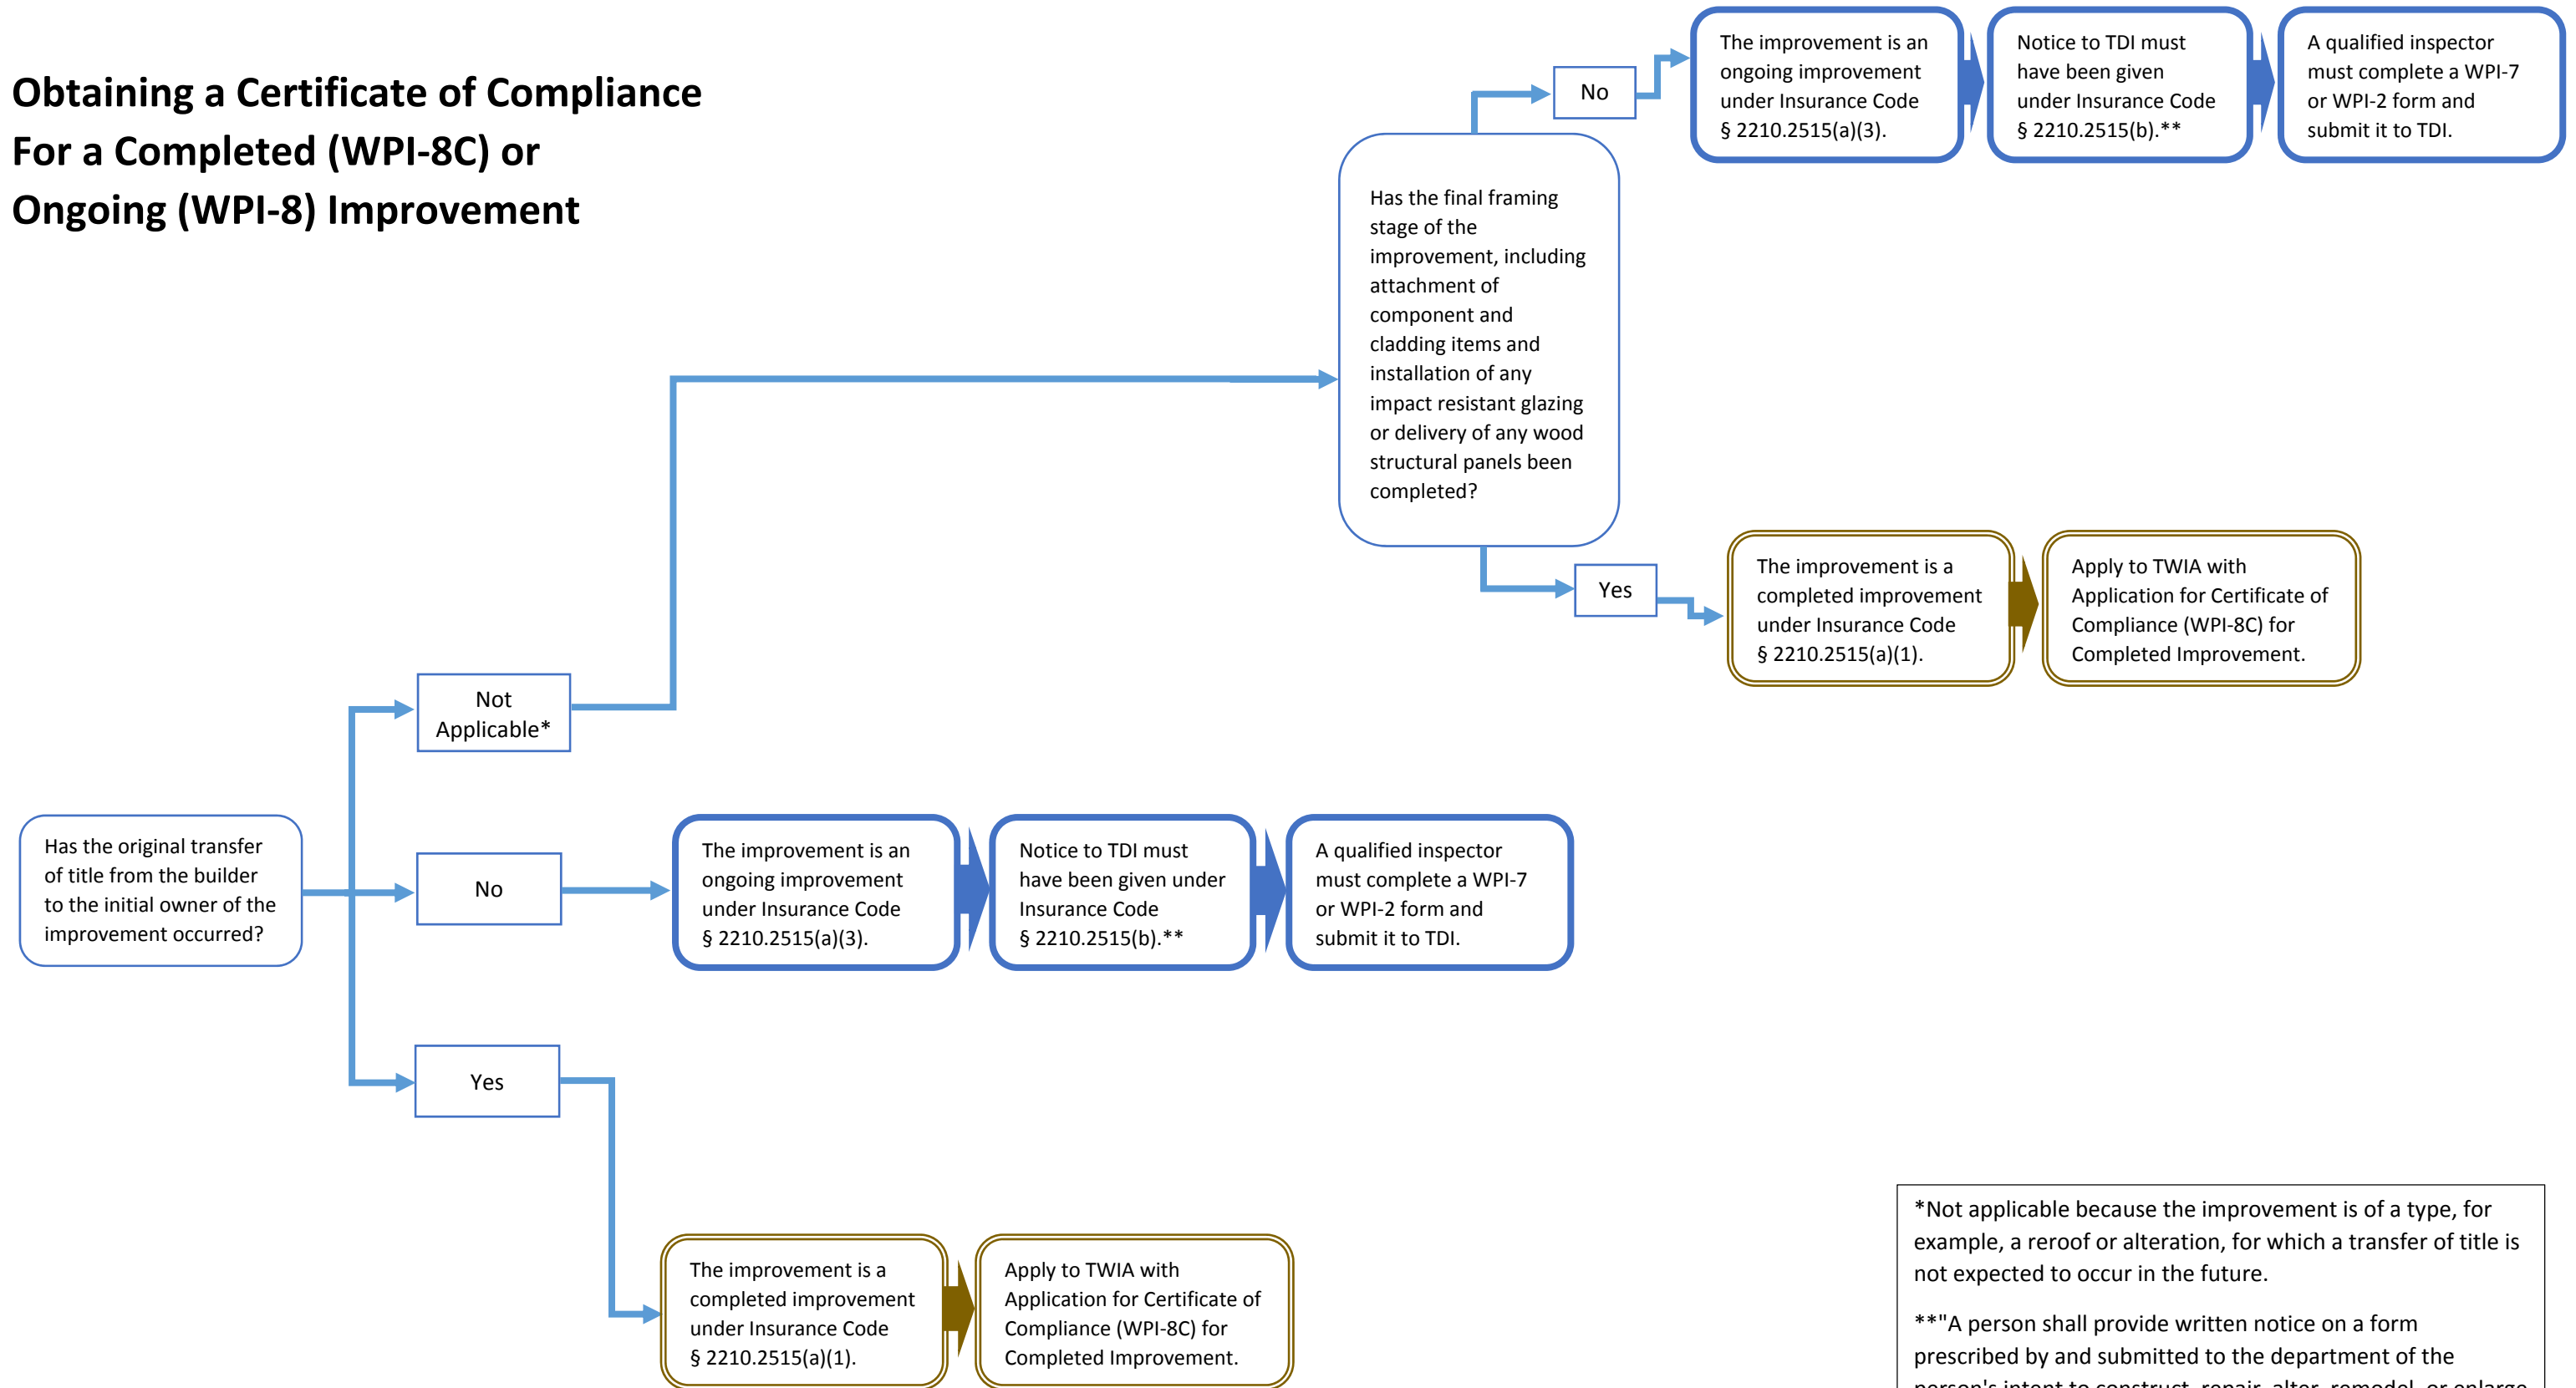 Obtaining a Certificate of Compliance
For a Completed (WPI-8C) or
Ongoing (WPI-8) Improvement
No
The improvement is an
ongoing improvement
under Insurance Code
§ 2210.2515(a)(3).
Notice to TDI must
have been given
under Insurance Code
§ 2210.2515(b).**
A qualified inspector
must complete a WPI-7
or WPI-2 form and
submit it to TDI.
Has the final framing
stage of the
improvement, including
attachment of
component and
cladding items and
installation of any
impact resistant glazing
or delivery of any wood
structural panels been
completed?
Yes
The improvement is a
completed improvement
under Insurance Code
§ 2210.2515(a)(1).
Apply to TWIA with
Application for Certificate of
Compliance (WPI-8C) for
Completed Improvement.
Not
Applicable*
Has the original transfer
of title from the builder
to the initial owner of the
improvement occurred?
No
The improvement is an
ongoing improvement
under Insurance Code
§ 2210.2515(a)(3).
Notice to TDI must
have been given under
Insurance Code
§ 2210.2515(b).**
A qualified inspector
must complete a WPI-7
or WPI-2 form and
submit it to TDI.
Yes
The improvement is a
completed improvement
under Insurance Code
§ 2210.2515(a)(1).
Apply to TWIA with
Application for Certificate of
Compliance (WPI-8C) for
Completed Improvement.
*Not applicable because the improvement is of a type, for
example, a reroof or alteration, for which a transfer of title is
not expected to occur in the future.
**"A person shall provide written notice on a form
prescribed by and submitted to the department of the
person's intent to construct, repair, alter, remodel, or enlarge